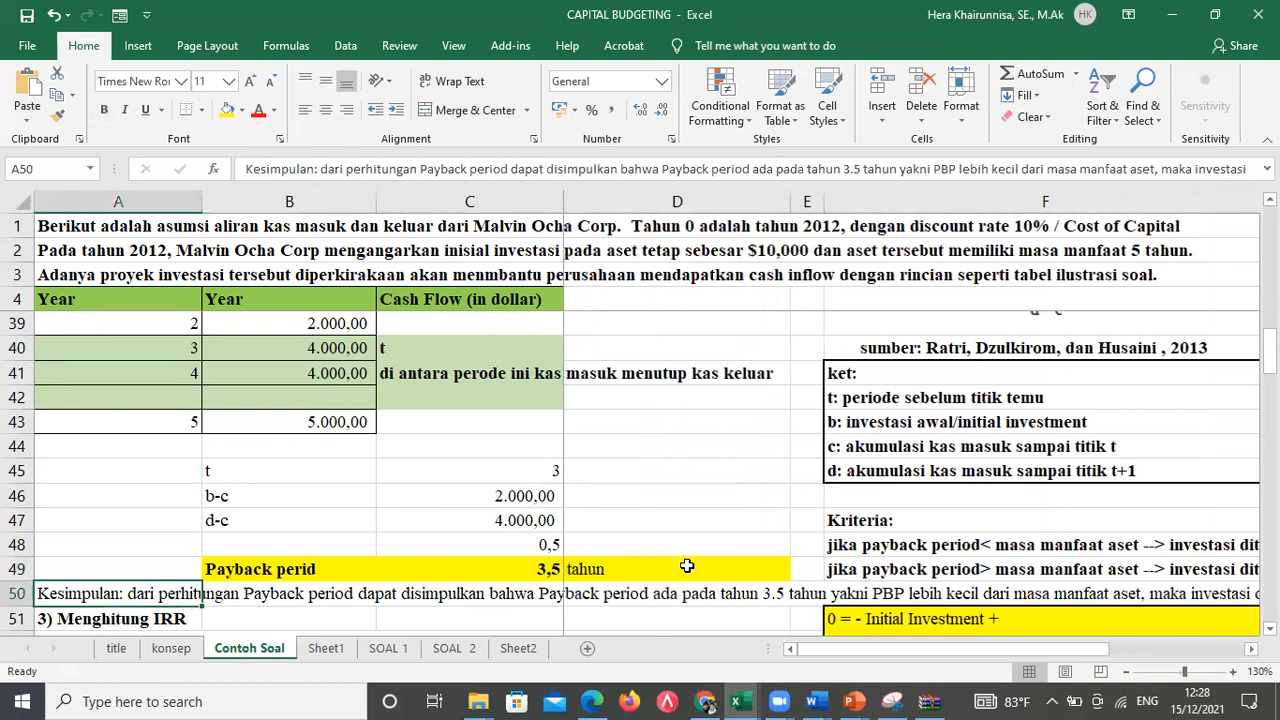 CAPITAL BUDGETING - Excel
Hera Khairunnisa, SE., M.Ak
HK
File Home Insert Page Layout Formulas Data Review View Add-ins Help Acrobat Tell me what you want to do Share
Paste
Times New Ro 11
B I U
Wrap Text
Merge & Center
General
Conditional Formatting
Format as Table
Cell Styles
Insert Delete Format
AutoSum
Fill
Clear
Sort & Filter
Find & Select
Sensitivity
Clipboard Font Alignment Number Styles Cells Editing Sensitivity
A50 fx Kesimpulan: dari perhitungan Payback period dapat disimpulkan bahwa Payback period ada pada tahun 3.5 tahun yakni PBP lebih kecil dari masa manfaat aset, maka investasi
A B C D E F
1 Berikut adalah asumsi aliran kas masuk dan keluar dari Malvin Ocha Corp. Tahun 0 adalah tahun 2012, dengan discount rate 10% / Cost of Capital
2 Pada tahun 2012, Malvin Ocha Corp mengangarkan inisial investasi pada aset tetap sebesar $10,000 dan aset tersebut memiliki masa manfaat 5 tahun.
3 Adanya proyek investasi tersebut diperkirakaan akan menmbantu perusahaan mendapatkan cash inflow dengan rincian seperti tabel ilustrasi soal.
4 Year Year Cash Flow (in dollar)
39 2 2.000,00
40 3 4.000,00 t sumber: Ratri, Dzulkirom, dan Husaini , 2013
41 4 4.000,00 di antara perode ini kas masuk menutup kas keluar ket:
42 t: periode sebelum titik temu
43 5 5.000,00 b: investasi awal/initial investment
44 c: akumulasi kas masuk sampai titik t
45 t 3 d: akumulasi kas masuk sampai titik t+1
46 b-c 2.000,00
47 d-c 4.000,00 Kriteria:
48 0,5 jika payback period< masa manfaat aset --> investasi dit
49 Payback perid 3,5 tahun jika payback period> masa manfaat aset --> investasi dit
50 Kesimpulan: dari perhitungan Payback period dapat disimpulkan bahwa Payback period ada pada tahun 3.5 tahun yakni PBP lebih kecil dari masa manfaat aset, maka investasi d
51 3) Menghitung IRR 0 = - Initial Investment +
title konsep Contoh Soal Sheet1 SOAL 1 SOAL 2 Sheet2
Ready 130%
Type here to search
83°F
ENG
12:28
15/12/2021